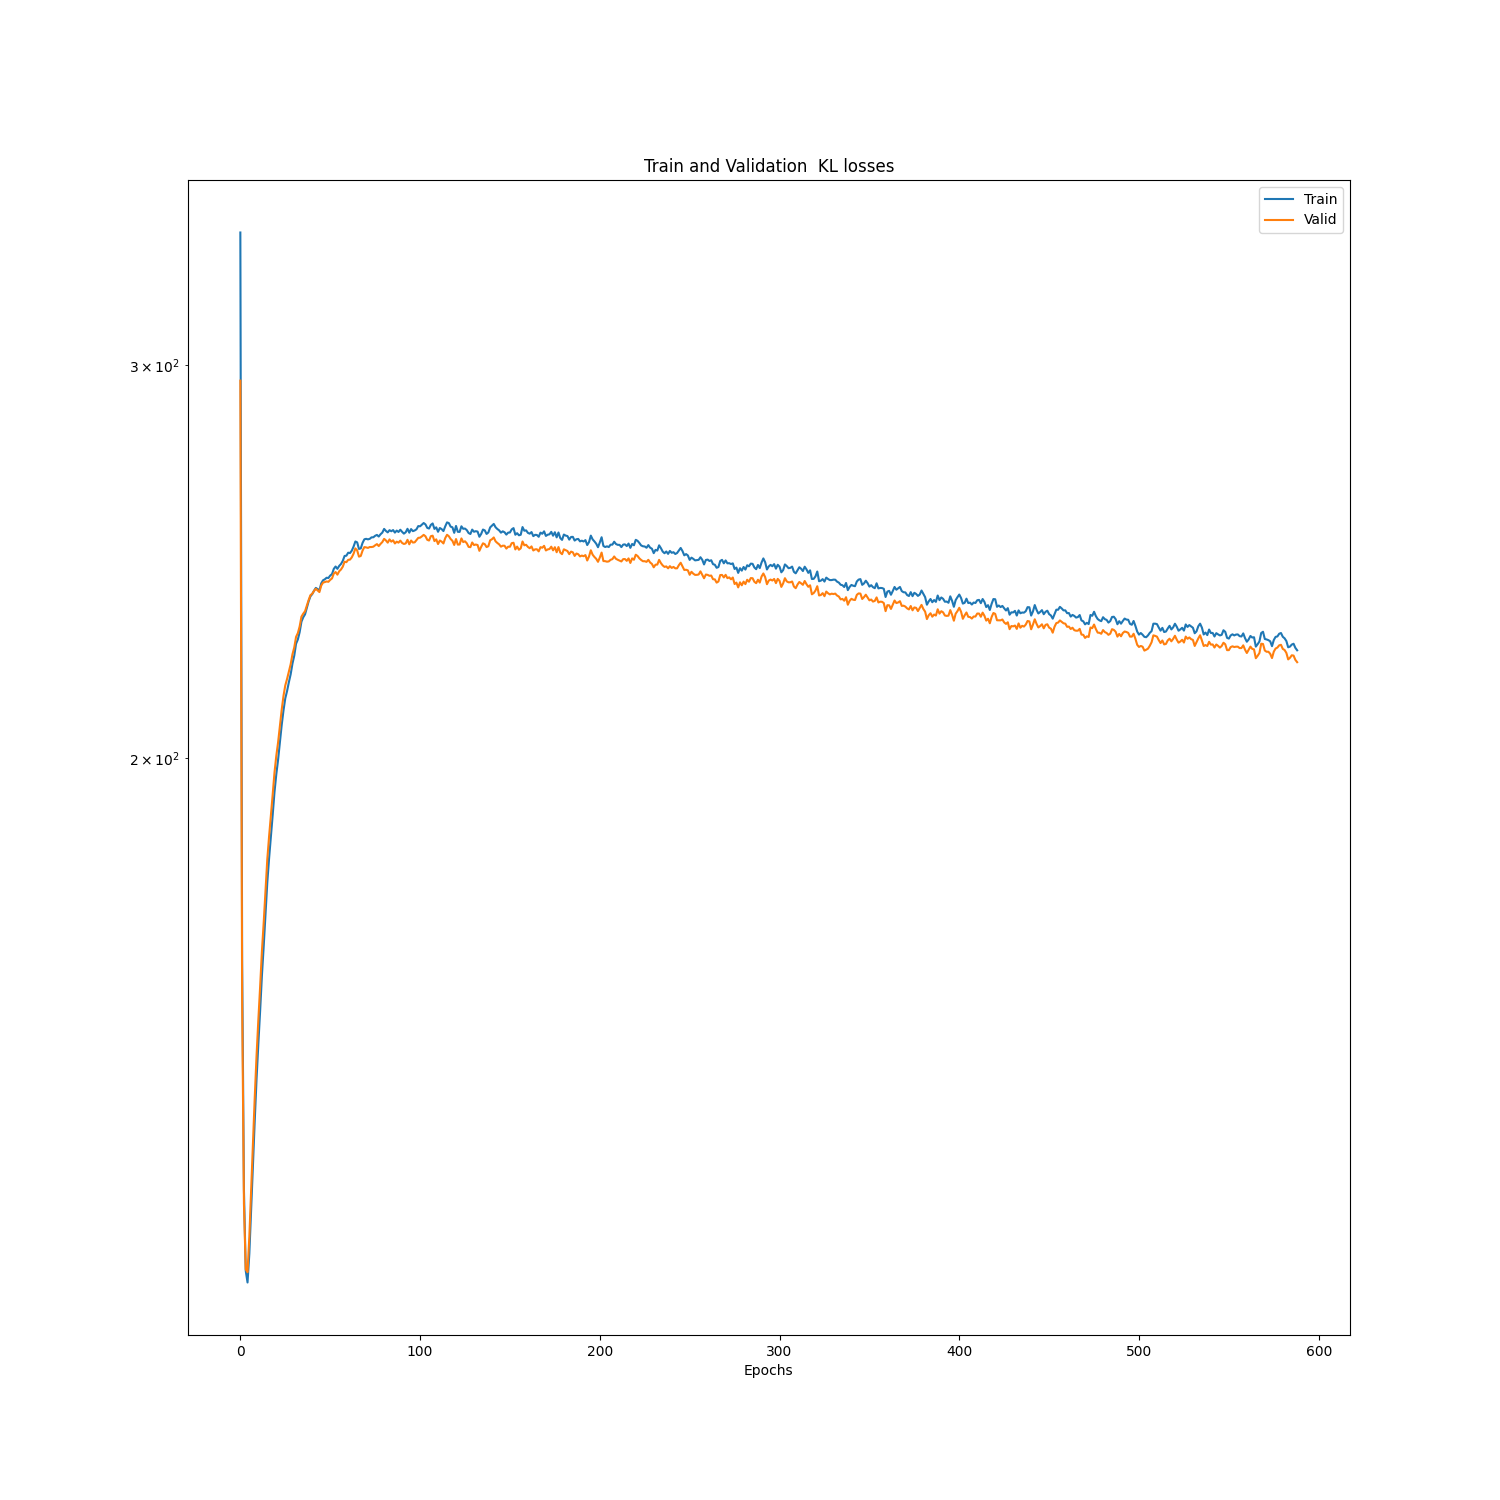 Train and Validation  KL losses
Train
Valid
3 × 10²
2 × 10²
0 100 200 300 400 500 600
Epochs